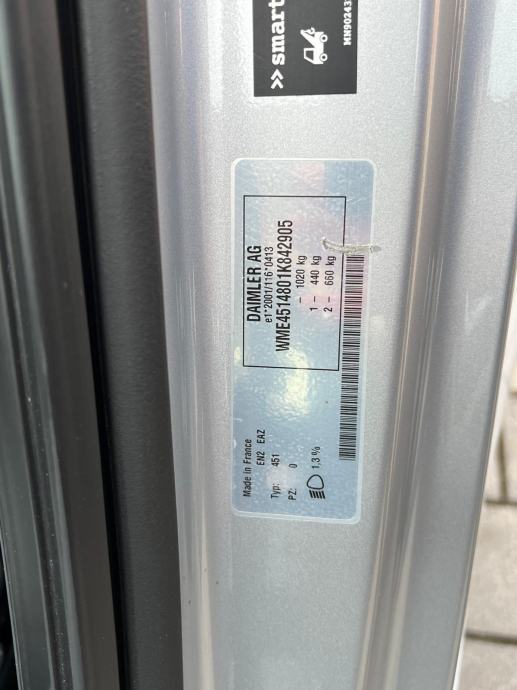 >> smart
DAIMLER AG
e1*2001/116*0413
WME4514801K842905
– 1020 kg
1 – 440 kg
2 – 660 kg
Made in France
EN2 EAZ
Typ: 451
PZ: 0
1,3 %